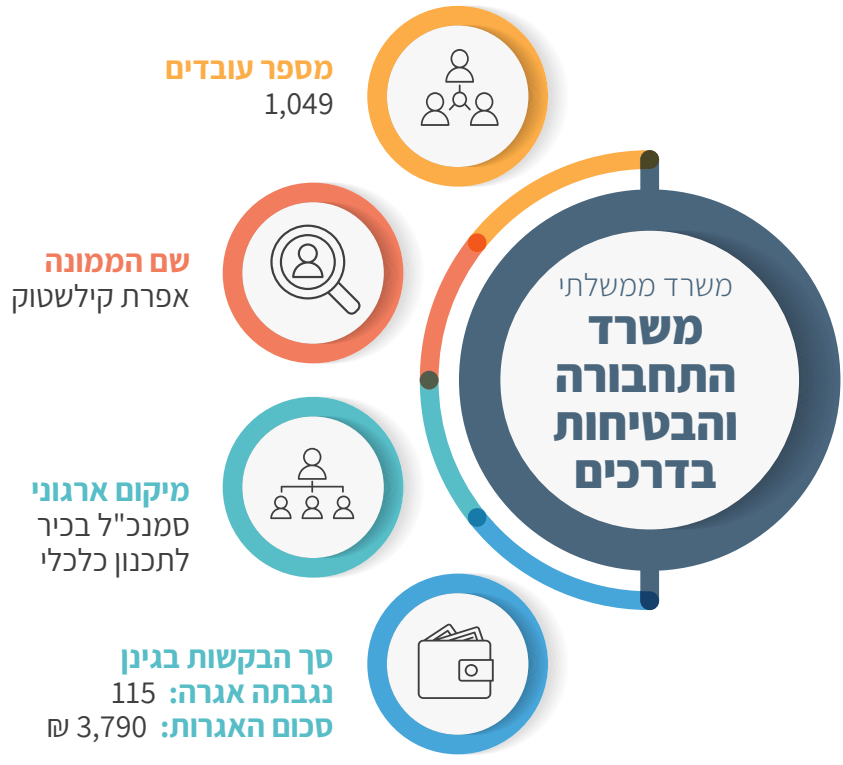 משרד ממשלתי
משרד
התחבורה
והבטיחות
בדרכים
מספר עובדים
1,049
שם הממונה
אפרת קילשטוק
מיקום ארגוני
סמנכ"ל בכיר
לתכנון כלכלי
סך הבקשות בגינן
נגבתה אגרה: 115
סכום האגרות: 3,790 ₪